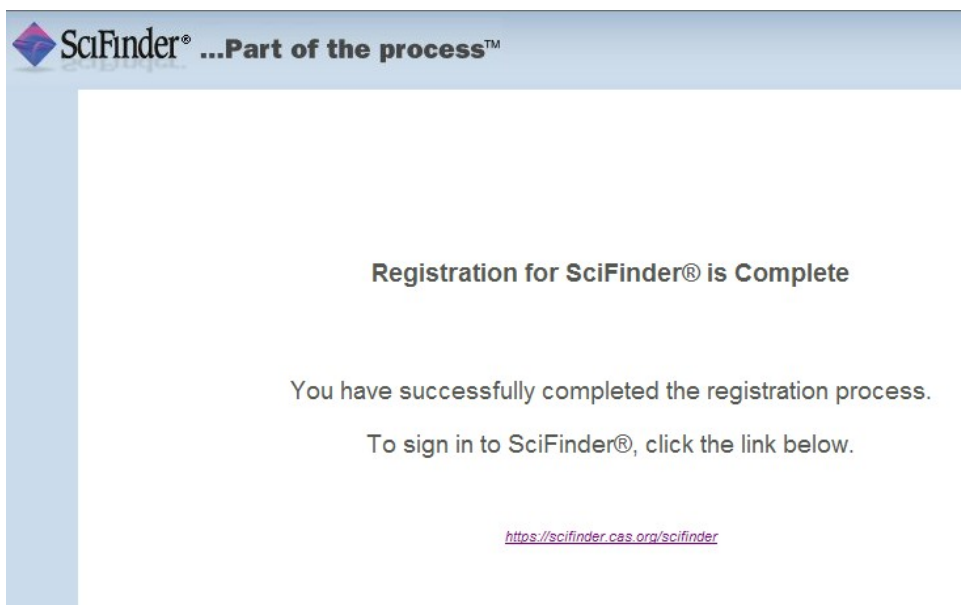 SciFinder® ...Part of the process™
Registration for SciFinder® is Complete
You have successfully completed the registration process.
To sign in to SciFinder®, click the link below.
https://scifinder.cas.org/scifinder